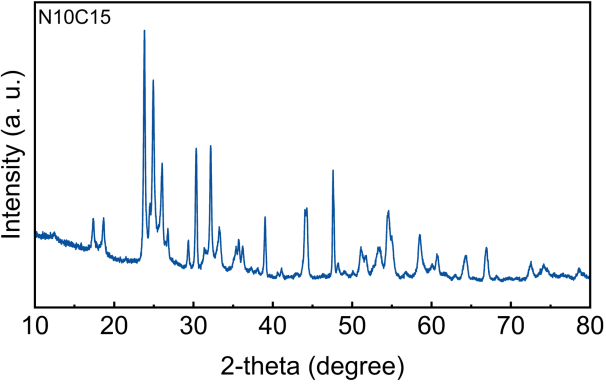 N10C15
Intensity (a. u.)
10 20 30 40 50 60 70 80
2-theta (degree)